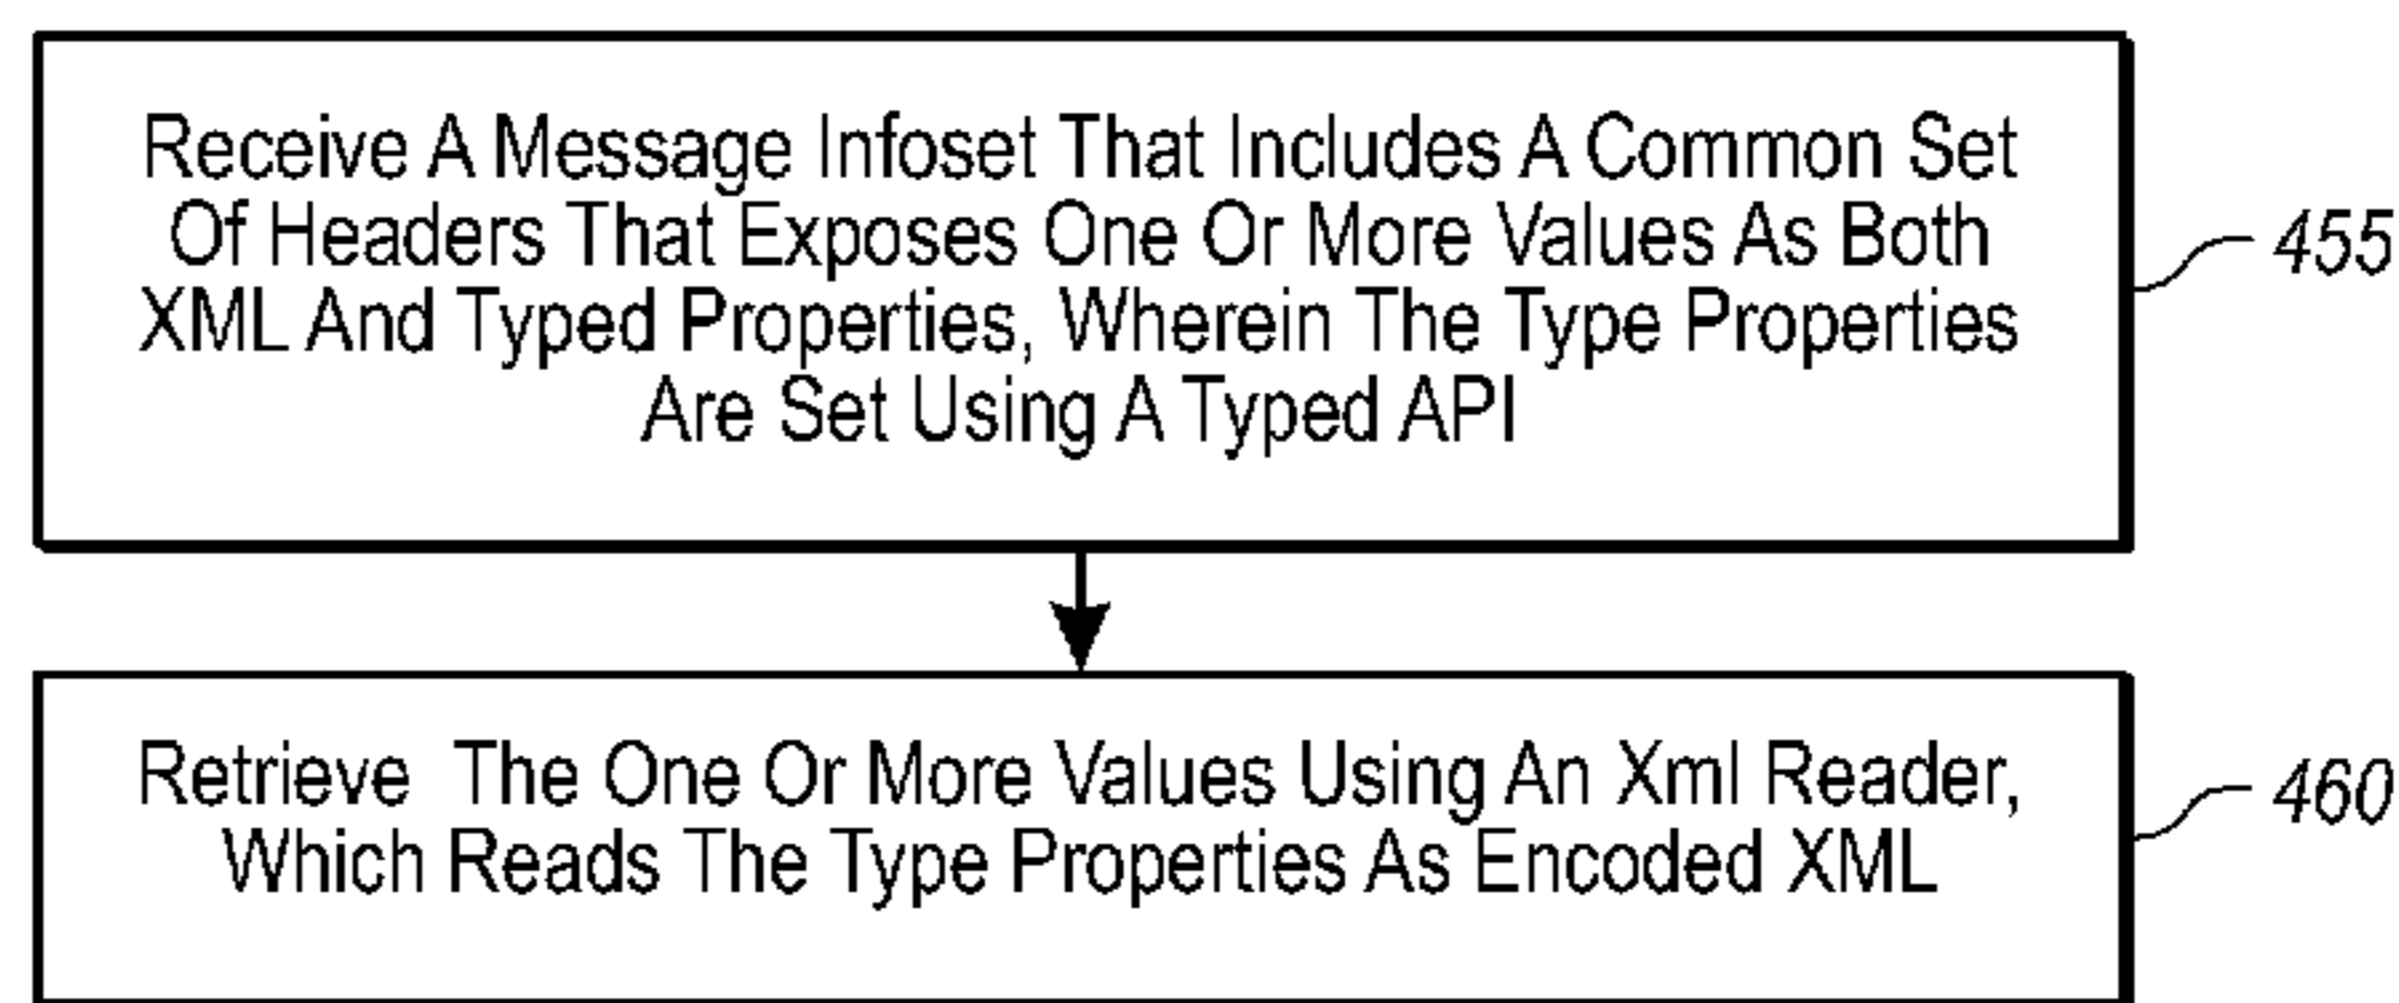 Receive A Message Infoset That Includes A Common Set
Of Headers That Exposes One Or More Values As Both
XML And Typed Properties, Wherein The Type Properties
Are Set Using A Typed API
455
Retrieve The One Or More Values Using An Xml Reader,
Which Reads The Type Properties As Encoded XML
460